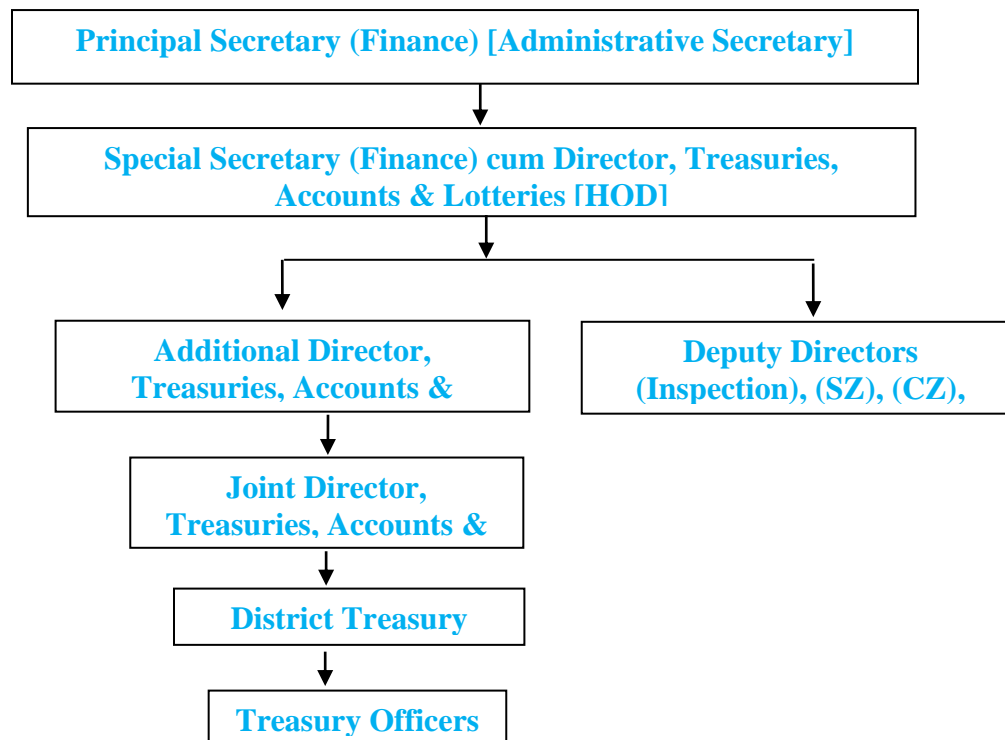 Principal Secretary (Finance) [Administrative Secretary]
Special Secretary (Finance) cum Director, Treasuries,
Accounts & Lotteries [HOD]
Additional Director,
Treasuries, Accounts &
Deputy Directors
(Inspection), (SZ), (CZ),
Joint Director,
Treasuries, Accounts &
District Treasury
Treasury Officers